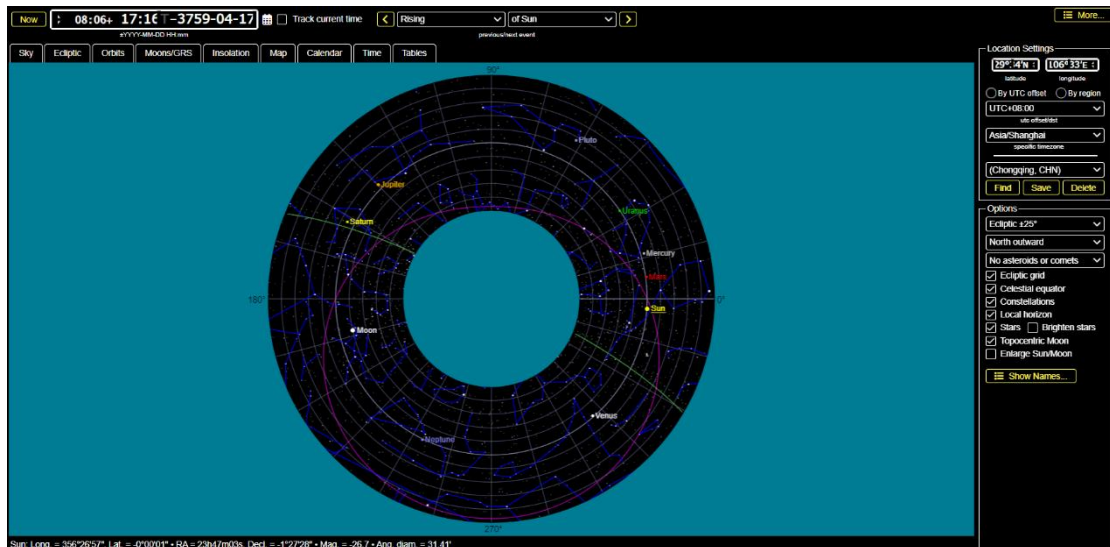 Now
08:06+ 17:16 T-3759-04-17
Track current time
<
Rising
of Sun
>
More...
±YYYY-MM-DD HH:mm
previous/next event
Sky
Ecliptic
Orbits
Moons/GRS
Insolation
Map
Calendar
Time
Tables
90°
Pluto
Jupiter
Saturn
Uranus
Mercury
Mars
180°
0°
Sun
Moon
Venus
Neptune
270°
Sun: Long. = 356°26'57", Lat. = -0°00'01" • RA = 23h47m03s, Decl. = -1°27'28" • Mag. = -26.7 • Ang. diam. = 31.41'
Location Settings
106°33'E
latitude
longitude
By UTC offset
By region
UTC+08:00
utc offset/dst
Asia/Shanghai
specific timezone
(Chongqing, CHN)
Find
Save
Delete
Options
Ecliptic ±25°
North outward
No asteroids or comets
Ecliptic grid
Celestial equator
Constellations
Local horizon
Stars
Brighten stars
Topocentric Moon
Enlarge Sun/Moon
Show Names...